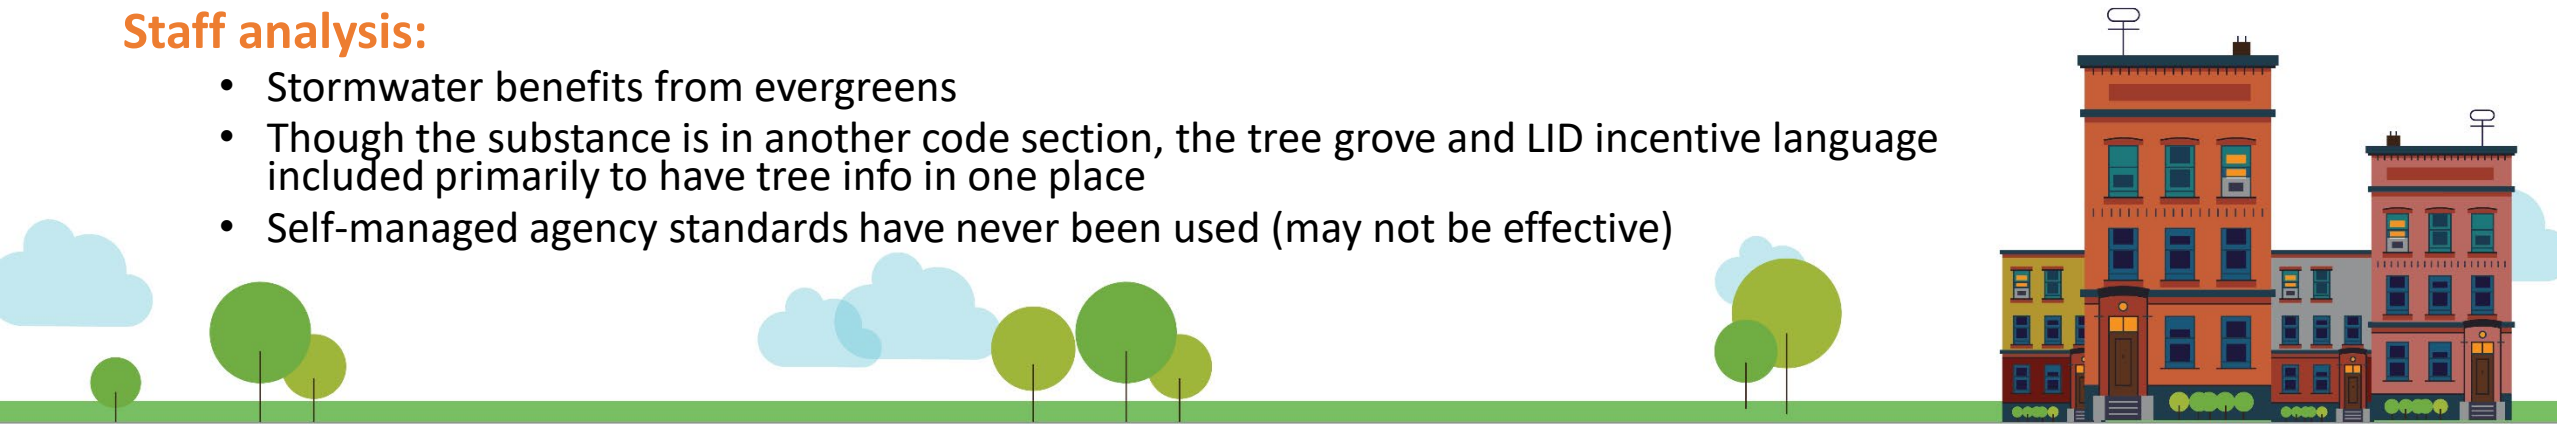 Staff analysis:
• Stormwater benefits from evergreens
• Though the substance is in another code section, the tree grove and LID incentive language
included primarily to have tree info in one place
• Self-managed agency standards have never been used (may not be effective)